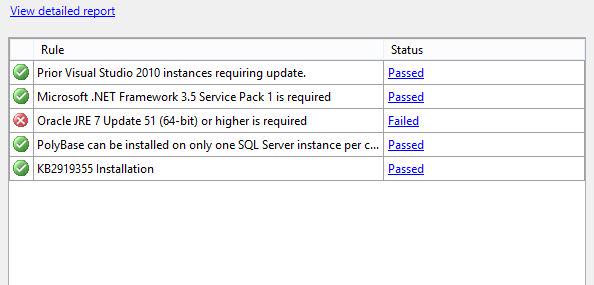 View detailed report
Rule Status
Prior Visual Studio 2010 instances requiring update. Passed
Microsoft .NET Framework 3.5 Service Pack 1 is required Passed
Oracle JRE 7 Update 51 (64-bit) or higher is required Failed
PolyBase can be installed on only one SQL Server instance per c... Passed
KB2919355 Installation Passed